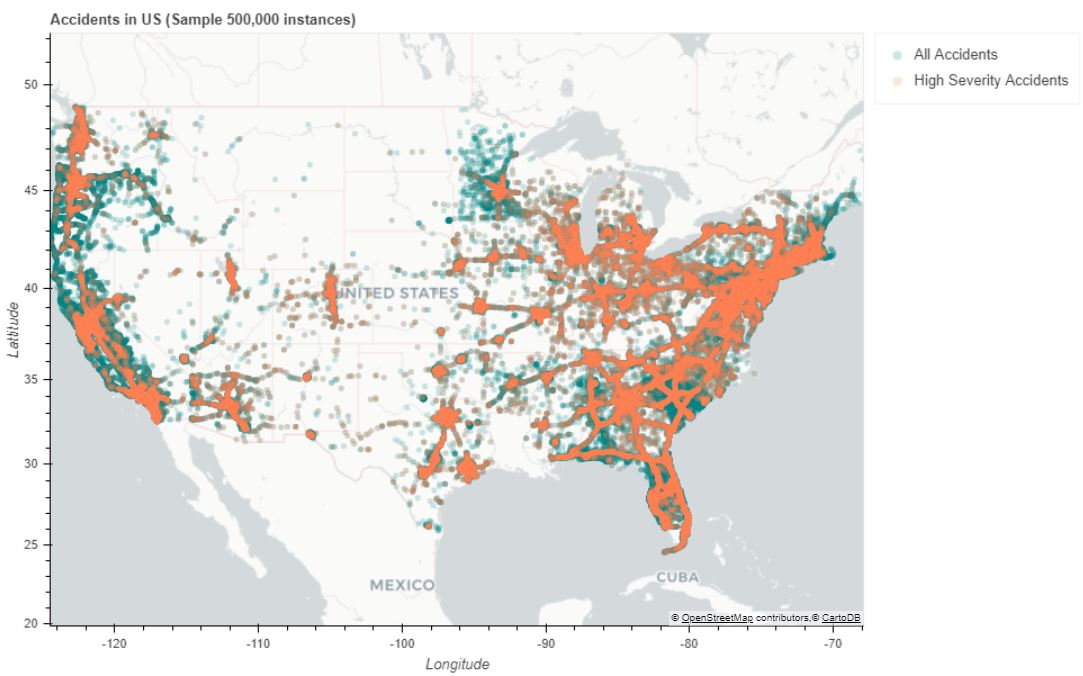 Accidents in US (Sample 500,000 instances)
All Accidents
High Severity Accidents
50
45
40
35
30
25
20
Lattitude
UNITED STATES
MEXICO
CUBA
© OpenStreetMap contributors,© CartoDB
-120
-110
-100
-90
-80
-70
Longitude